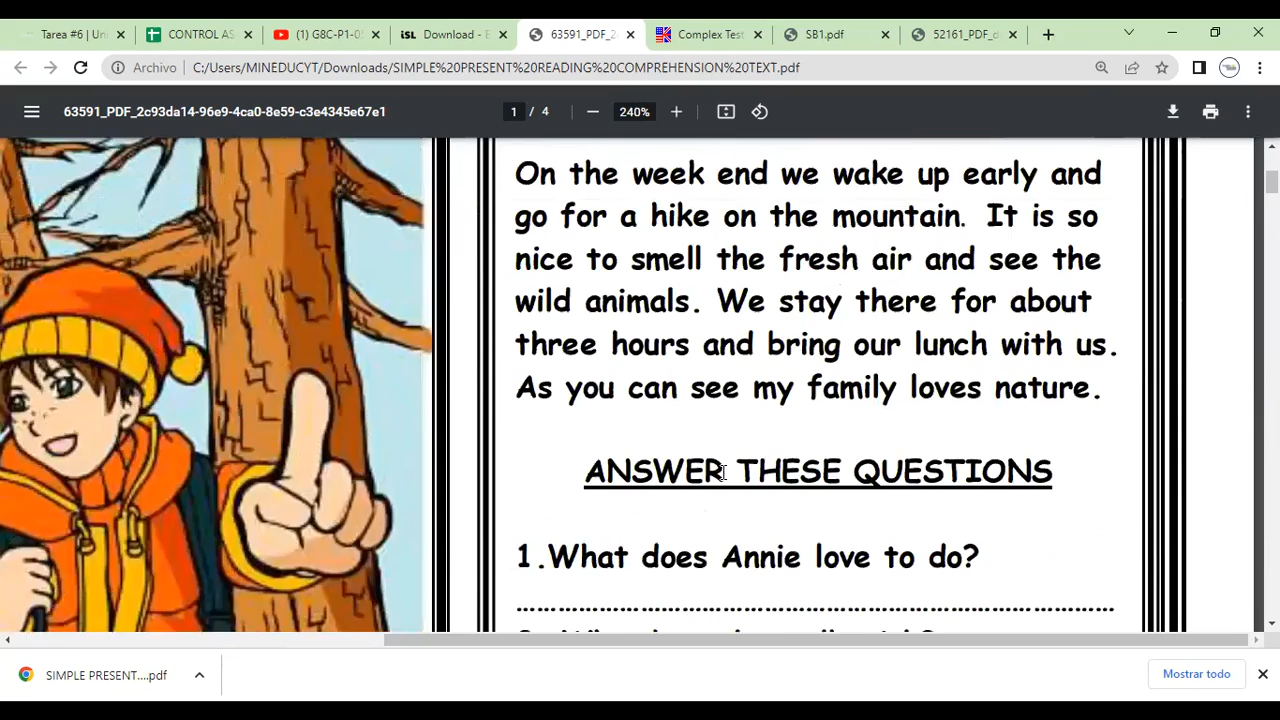 Tarea #6 | Un
CONTROL AS
(1) G8C-P1-0
iSL Download - E
63591_PDF_2
Complex Test
SB1.pdf
52161_PDF_d
Archivo C:/Users/MINEDUCYT/Downloads/SIMPLE%20PRESENT%20READING%20COMPREHENSION%20TEXT.pdf
63591_PDF_2c93da14-96e9-4ca0-8e59-c3e4345e67e1
1 / 4
240%
On the week end we wake up early and
go for a hike on the mountain. It is so
nice to smell the fresh air and see the
wild animals. We stay there for about
three hours and bring our lunch with us.
As you can see my family loves nature.
ANSWER THESE QUESTIONS
1.What does Annie love to do?
SIMPLE PRESENT....pdf
Mostrar todo